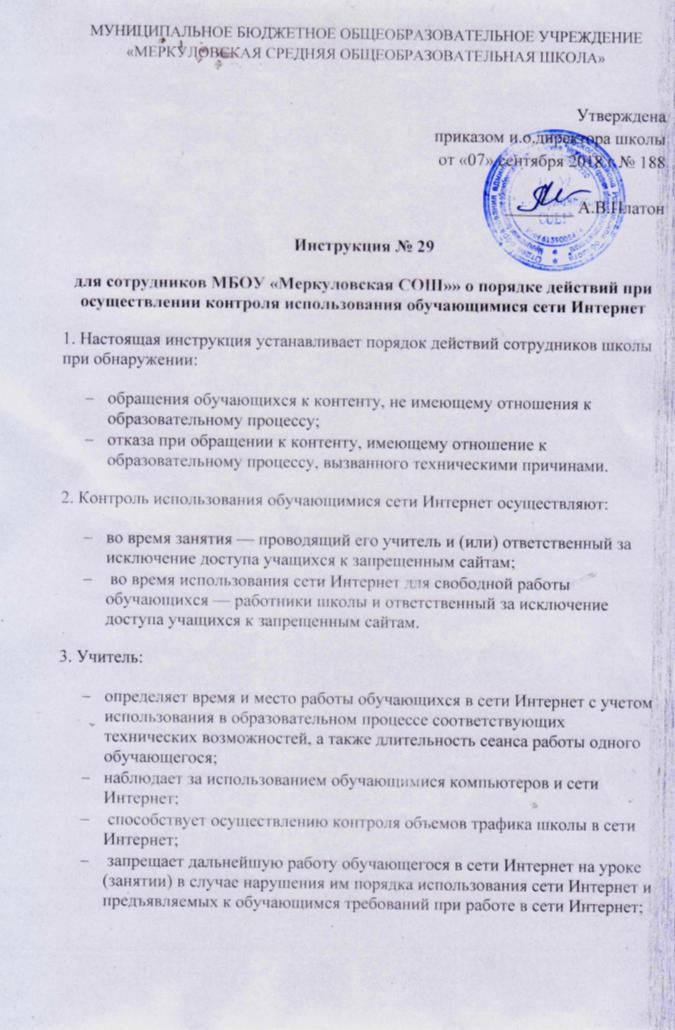 МУНИЦИПАЛЬНОЕ БЮДЖЕТНОЕ ОБЩЕОБРАЗОВАТЕЛЬНОЕ УЧРЕЖДЕНИЕ
«МЕРКУЛОВСКАЯ СРЕДНЯЯ ОБЩЕОБРАЗОВАТЕЛЬНАЯ ШКОЛА»
Утверждена
приказом и.о.директора школы
от «07» сентября 2018 г № 188
А.В.Платон
Инструкция № 29
для сотрудников МБОУ «Меркуловская СОШ»» о порядке действий при
осуществлении контроля использования обучающимися сети Интернет
1. Настоящая инструкция устанавливает порядок действий сотрудников школы
при обнаружении:
– обращения обучающихся к контенту, не имеющему отношения к
образовательному процессу;
– отказа при обращении к контенту, имеющему отношение к
образовательному процессу, вызванного техническими причинами.
2. Контроль использования обучающимися сети Интернет осуществляют:
– во время занятия — проводящий его учитель и (или) ответственный за
исключение доступа учащихся к запрещенным сайтам;
– во время использования сети Интернет для свободной работы
обучающихся — работники школы и ответственный за исключение
доступа учащихся к запрещенным сайтам.
3. Учитель:
– определяет время и место работы обучающихся в сети Интернет с учетом
использования в образовательном процессе соответствующих
технических возможностей, а также длительность сеанса работы одного
обучающегося;
– наблюдает за использованием обучающимися компьютеров и сети
Интернет;
– способствует осуществлению контроля объемов трафика школы в сети
Интернет;
– запрещает дальнейшую работу обучающегося в сети Интернет на уроке
(занятии) в случае нарушения им порядка использования сети Интернет и
предъявляемых к обучающимся требований при работе в сети Интернет;